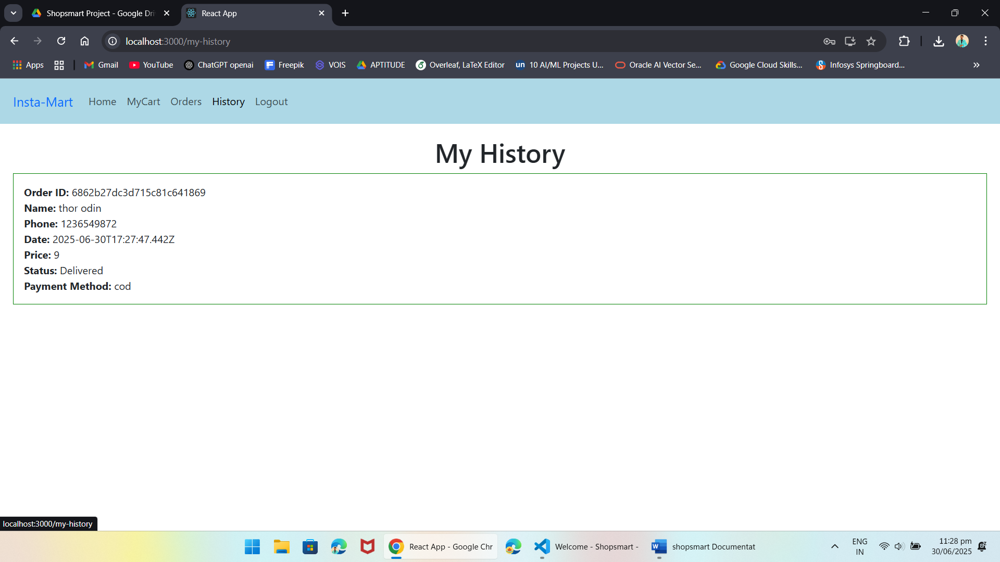 Shopsmart Project - Google Dri
React App
localhost:3000/my-history
Apps
Gmail
YouTube
ChatGPT openai
Freepik
VOIS
APTITUDE
Overleaf, LaTeX Editor
un 10 AI/ML Projects U...
Oracle AI Vector Se...
Google Cloud Skills...
Infosys Springboard...
Insta-Mart Home MyCart Orders History Logout
My History
Order ID: 6862b27dc3d715c81c641869
Name: thor odin
Phone: 1236549872
Date: 2025-06-30T17:27:47.442Z
Price: 9
Status: Delivered
Payment Method: cod
localhost:3000/my-history
React App - Google Chr
Welcome - Shopsmart -
shopsmart Documentat
ENG
IN
11:28 pm
30/06/2025